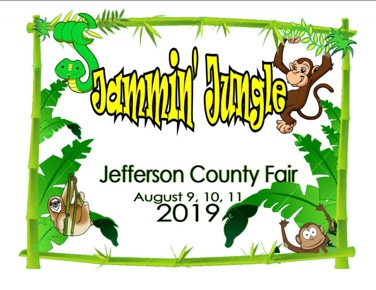 Jammin' Jungle
Jefferson County Fair
August 9, 10, 11
2019